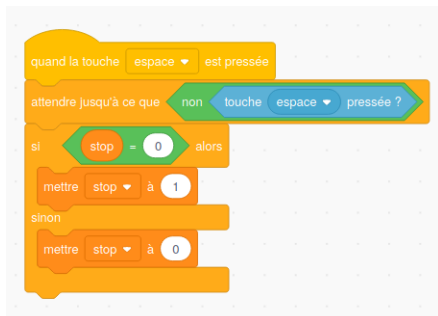 quand la touche espace est pressée
attendre jusqu'à ce que non touche espace pressée ?
si stop = 0 alors
mettre stop à 1
sinon
mettre stop à 0